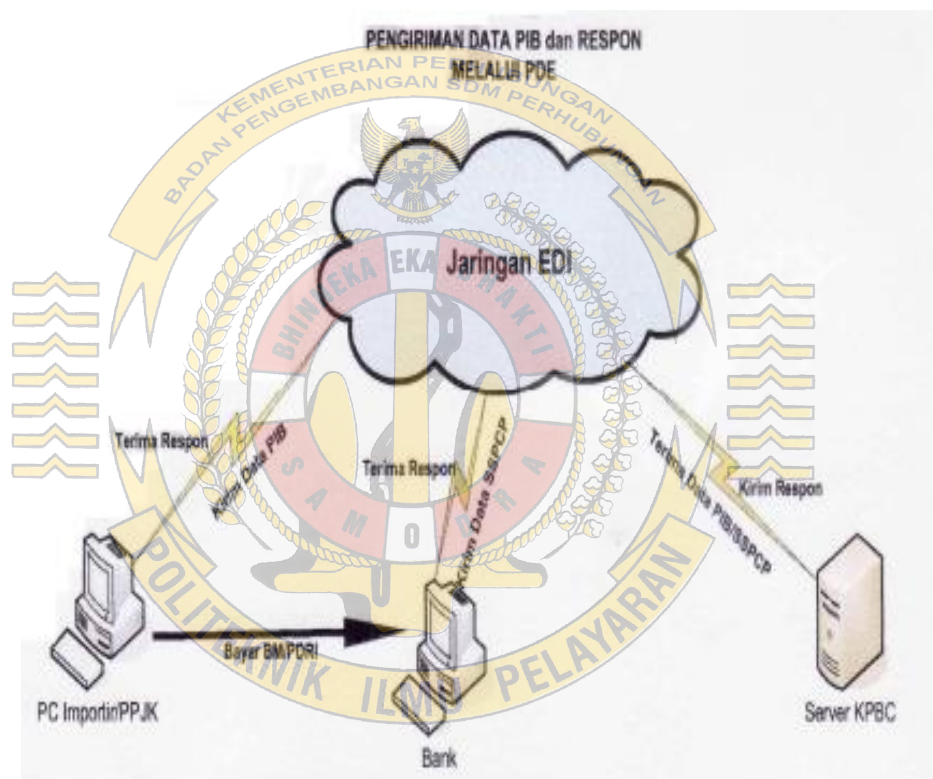 PENGIRIMAN DATA PIB dan RESPON
MELALUI PDE
KEMENTERIAN PERHUBUNGAN
BADAN PENGEMBANGAN SDM PERHUBUNGAN
Jaringan EDI
BHINNEKA EKA BHAKTI
Terima Respon
Kirim Data PIB
Terima Respon
Kirim Data SSPCP
Terima Data PIB/SSPCP
Kirim Respon
SAMODRA
Bayar BM/PDRI
POLITEKNIK ILMU PELAYARAN
PC Importir/PPJK
Bank
Server KPBC